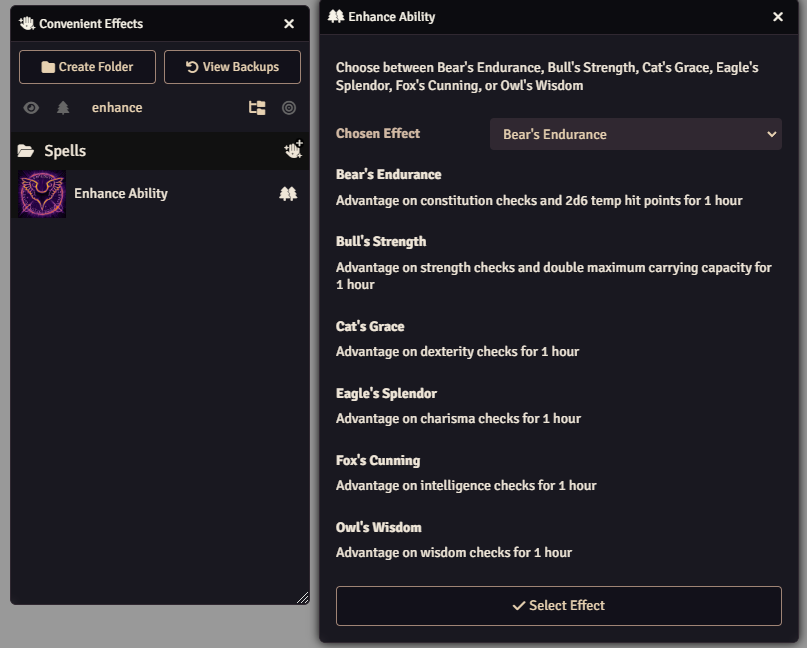 Convenient Effects
Create Folder
View Backups
enhance
Spells
Enhance Ability
Enhance Ability
Choose between Bear's Endurance, Bull's Strength, Cat's Grace, Eagle's
Splendor, Fox's Cunning, or Owl's Wisdom
Chosen Effect
Bear's Endurance
Bear's Endurance
Advantage on constitution checks and 2d6 temp hit points for 1 hour
Bull's Strength
Advantage on strength checks and double maximum carrying capacity for
1 hour
Cat's Grace
Advantage on dexterity checks for 1 hour
Eagle's Splendor
Advantage on charisma checks for 1 hour
Fox's Cunning
Advantage on intelligence checks for 1 hour
Owl's Wisdom
Advantage on wisdom checks for 1 hour
Select Effect